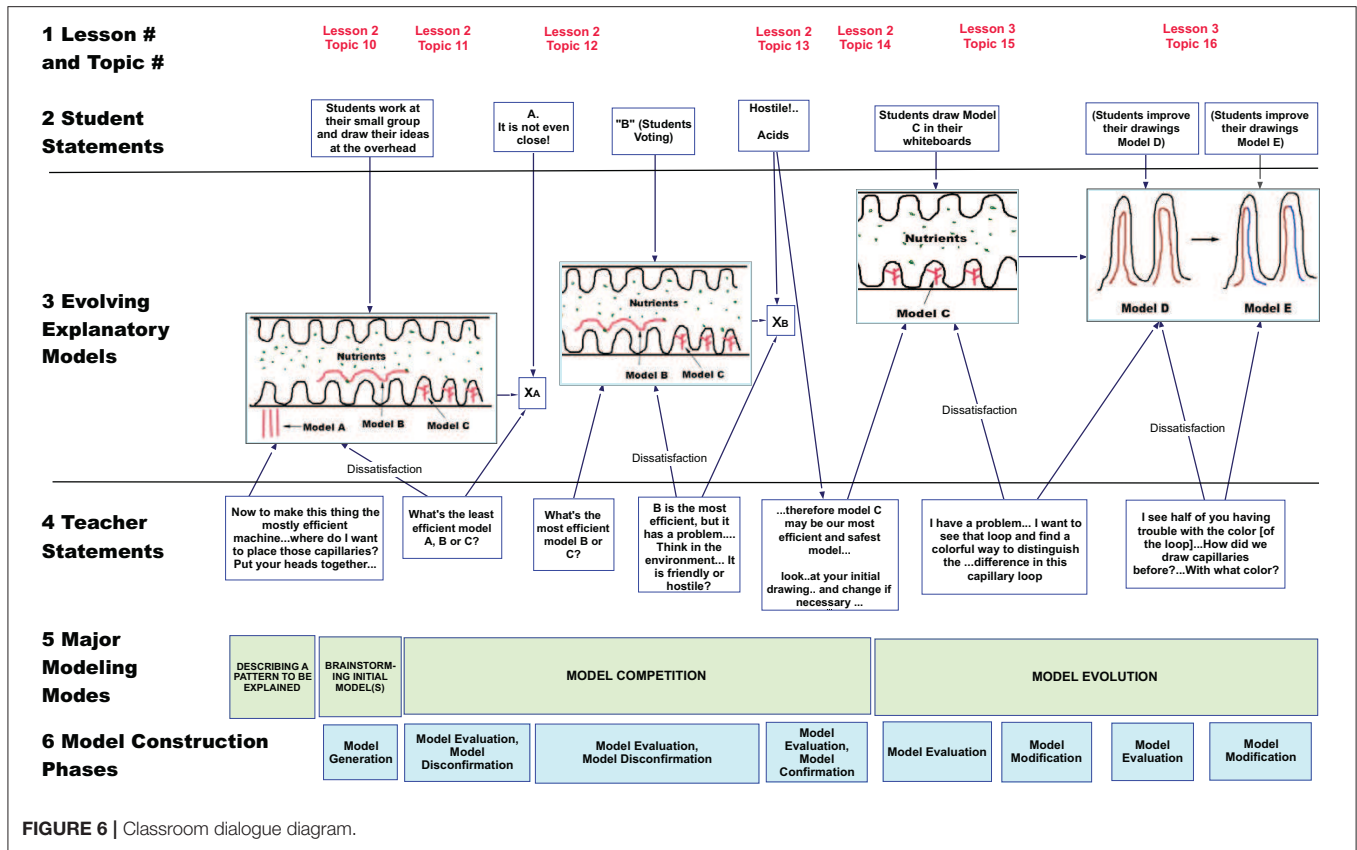 1 Lesson #
and Topic #
Lesson 2
Topic 10
Lesson 2
Topic 11
Lesson 2
Topic 12
Lesson 2
Topic 13
Lesson 2
Topic 14
Lesson 3
Topic 15
Lesson 3
Topic 16
2 Student
Statements
Students work at
their small group
and draw their ideas
at the overhead
A.
It is not even
close!
"B" (Students
Voting)
Hostile!..
Acids
Students draw Model
C in their
whiteboards
(Students improve
their drawings
Model D)
(Students improve
their drawings
Model E)
3 Evolving
Explanatory
Models
Nutrients
Model A
Model B
Model C
XA
Nutrients
Model B
Model C
XB
Nutrients
Model C
Model D
Model E
Dissatisfaction
Dissatisfaction
Dissatisfaction
Dissatisfaction
4 Teacher
Statements
Now to make this thing the
mostly efficient
machine...where do I want
to place those capillaries?
Put your heads together...
What's the least
efficient model
A, B or C?
What's the
most efficient
model B or
C?
B is the most
efficient, but it
has a problem....
Think in the
environment... It
is friendly or
hostile?
...therefore model C
may be our most
efficient and safest
model...
look..at your initial
drawing.. and change if
necessary ...
...
I have a problem... I want to
see that loop and find a
colorful way to distinguish
the ...difference in this
capillary loop
I see half of you having
trouble with the color [of
the loop]...How did we
draw capillaries
before?...With what color?
5 Major
Modeling
Modes
DESCRIBING A
PATTERN TO BE
EXPLAINED
BRAINSTORM-
ING INITIAL
MODEL(S)
MODEL COMPETITION
MODEL EVOLUTION
6 Model Construction
Phases
Model
Generation
Model Evaluation,
Model
Disconfirmation
Model Evaluation,
Model Disconfirmation
Model
Evaluation,
Model
Confirmation
Model Evaluation
Model
Modification
Model
Evaluation
Model
Modification
FIGURE 6 | Classroom dialogue diagram.